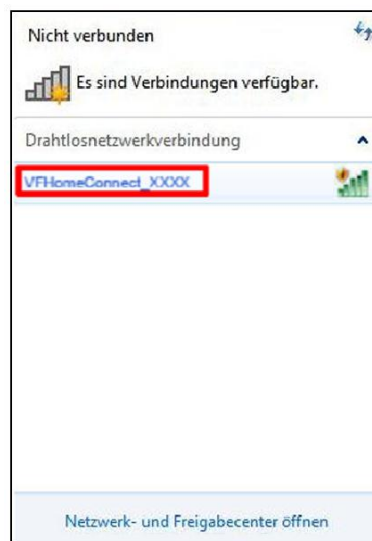 Nicht verbunden
Es sind Verbindungen verfügbar.
Drahtlosnetzwerkverbindung
VFHomeConnect_XXXX
Netzwerk- und Freigabecenter öffnen